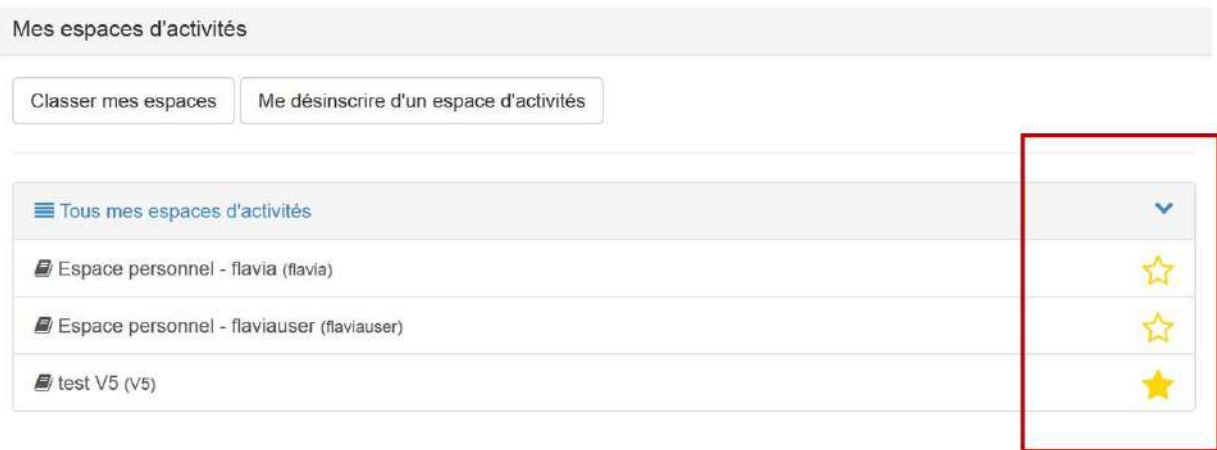 Mes espaces d'activités
Classer mes espaces
Me désinscrire d'un espace d'activités
Tous mes espaces d'activités
Espace personnel - flavia (flavia)
Espace personnel - flaviauser (flaviauser)
test V5 (V5)